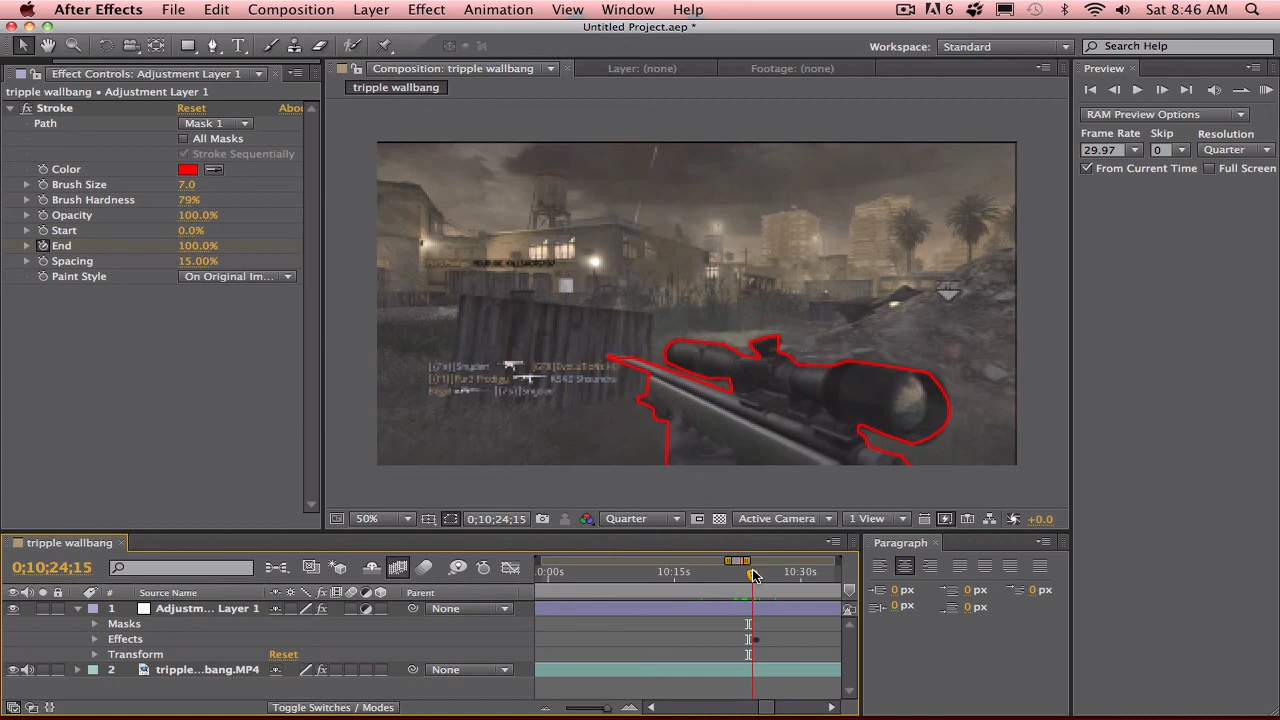 After Effects File Edit Composition Layer Effect Animation View Window Help 6 Sat 8:46 AM
Untitled Project.aep *
Workspace: Standard Search Help
Effect Controls: Adjustment Layer 1
Composition: tripple wallbang
Layer: (none)
Footage: (none)
Preview
tripple wallbang • Adjustment Layer 1
tripple wallbang
fx Stroke Reset Abou
Path Mask 1
All Masks
Stroke Sequentially
Color
Brush Size 7.0
Brush Hardness 79%
Opacity 100.0%
Start 0.0%
End 100.0%
Spacing 15.00%
Paint Style On Original Im...
RAM Preview Options
Frame Rate Skip Resolution
29.97 0 Quarter
From Current Time Full Screen
50% 0;10;24;15 Quarter Active Camera 1 View +0.0
tripple wallbang
0;10;24;15
:00s 10:15s 10:30s
# Source Name Parent
1 Adjustm... Layer 1 fx None
Masks
Effects
Transform Reset
2 tripple...bang.MP4 fx None
Toggle Switches / Modes
Paragraph
0 px 0 px 0 px
0 px 0 px